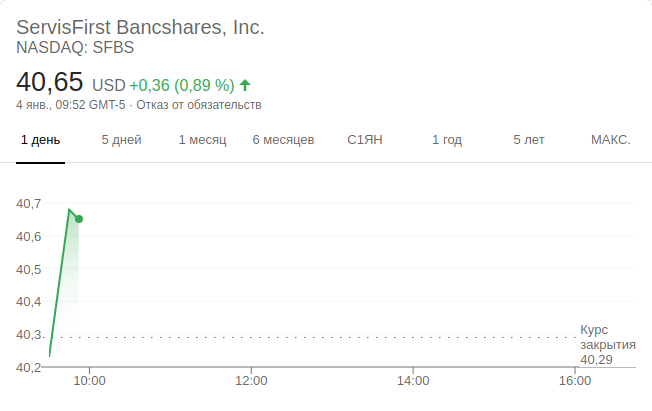 ServisFirst Bancshares, Inc.
NASDAQ: SFBS
40,65 USD +0,36 (0,89 %)
4 янв., 09:52 GMT-5 · Отказ от обязательств
1 день 5 дней 1 месяц 6 месяцев С1ЯН 1 год 5 лет МАКС.
40,7
40,6
40,5
40,4
40,3
40,2
Курс
закрытия
40,29
10:00 12:00 14:00 16:00